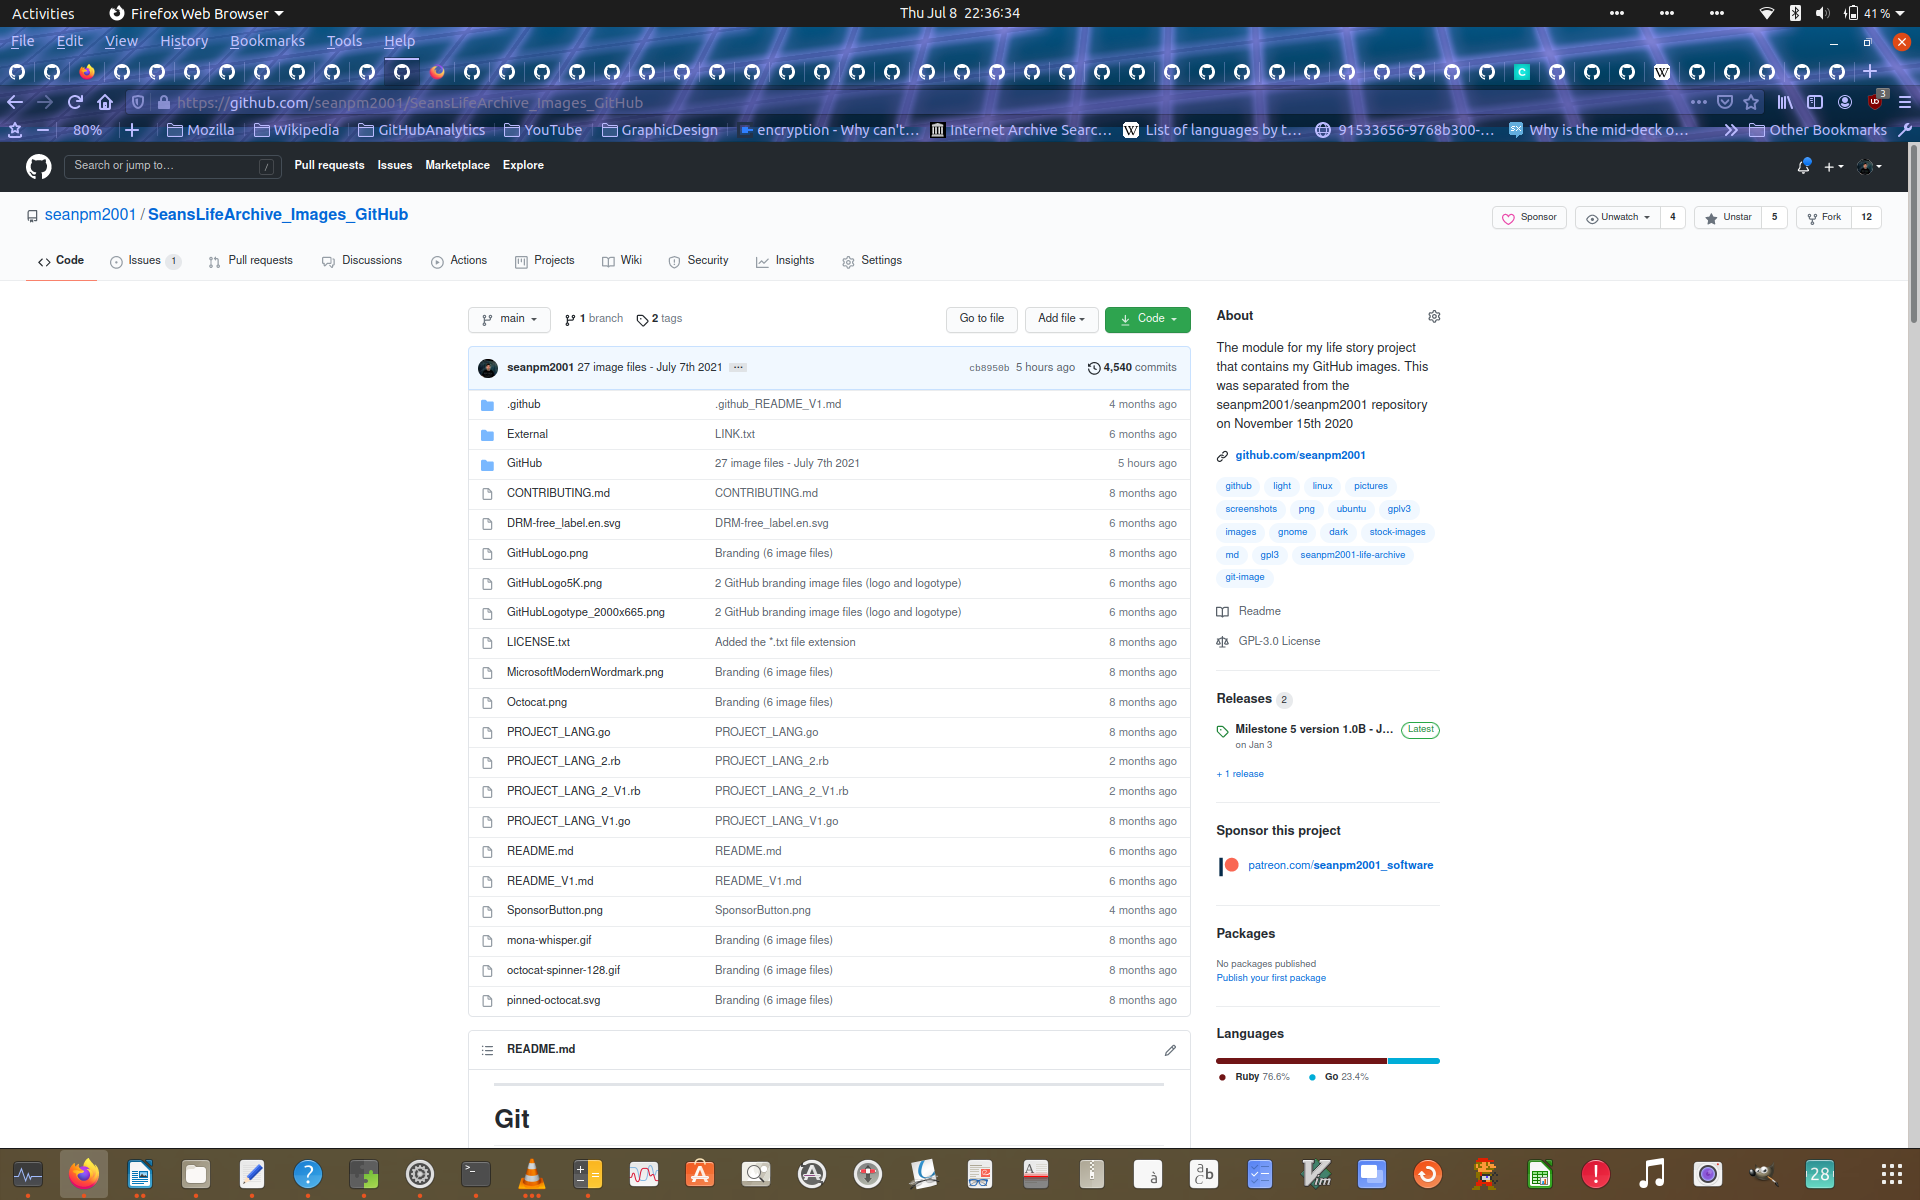 Activities Firefox Web Browser Thu Jul 8 22:36:34 41 %
File Edit View History Bookmarks Tools Help
https://github.com/seanpm2001/SeansLifeArchive_Images_GitHub 3
80% Mozilla Wikipedia GitHubAnalytics YouTube GraphicDesign encryption - Why can't... Internet Archive Searc... List of languages by t... 91533656-9768b300-... Why is the mid-deck o... Other Bookmarks
Search or jump to... / Pull requests Issues Marketplace Explore
seanpm2001 / SeansLifeArchive_Images_GitHub Sponsor Unwatch 4 Unstar 5 Fork 12
Code Issues 1 Pull requests Discussions Actions Projects Wiki Security Insights Settings
main 1 branch 2 tags Go to file Add file Code
seanpm2001 27 image files - July 7th 2021 ... cb8950b 5 hours ago 4,540 commits
.github .github_README_V1.md 4 months ago
External LINK.txt 6 months ago
GitHub 27 image files - July 7th 2021 5 hours ago
CONTRIBUTING.md CONTRIBUTING.md 8 months ago
DRM-free_label.en.svg DRM-free_label.en.svg 6 months ago
GitHubLogo.png Branding (6 image files) 8 months ago
GitHubLogo5K.png 2 GitHub branding image files (logo and logotype) 6 months ago
GitHubLogotype_2000x665.png 2 GitHub branding image files (logo and logotype) 6 months ago
LICENSE.txt Added the *.txt file extension 8 months ago
MicrosoftModernWordmark.png Branding (6 image files) 8 months ago
Octocat.png Branding (6 image files) 8 months ago
PROJECT_LANG.go PROJECT_LANG.go 8 months ago
PROJECT_LANG_2.rb PROJECT_LANG_2.rb 2 months ago
PROJECT_LANG_2_V1.rb PROJECT_LANG_2_V1.rb 2 months ago
PROJECT_LANG_V1.go PROJECT_LANG_V1.go 8 months ago
README.md README.md 6 months ago
README_V1.md README_V1.md 6 months ago
SponsorButton.png SponsorButton.png 4 months ago
mona-whisper.gif Branding (6 image files) 8 months ago
octocat-spinner-128.gif Branding (6 image files) 8 months ago
pinned-octocat.svg Branding (6 image files) 8 months ago
README.md
Git
About
The module for my life story project
that contains my GitHub images. This
was separated from the
seanpm2001/seanpm2001 repository
on November 15th 2020
github.com/seanpm2001
github light linux pictures
screenshots png ubuntu gplv3
images gnome dark stock-images
md gpl3 seanpm2001-life-archive
git-image
Readme
GPL-3.0 License
Releases 2
Milestone 5 version 1.0B - J... Latest
on Jan 3
+ 1 release
Sponsor this project
patreon.com/seanpm2001_software
Packages
No packages published
Publish your first package
Languages
Ruby 76.6% Go 23.4%
28